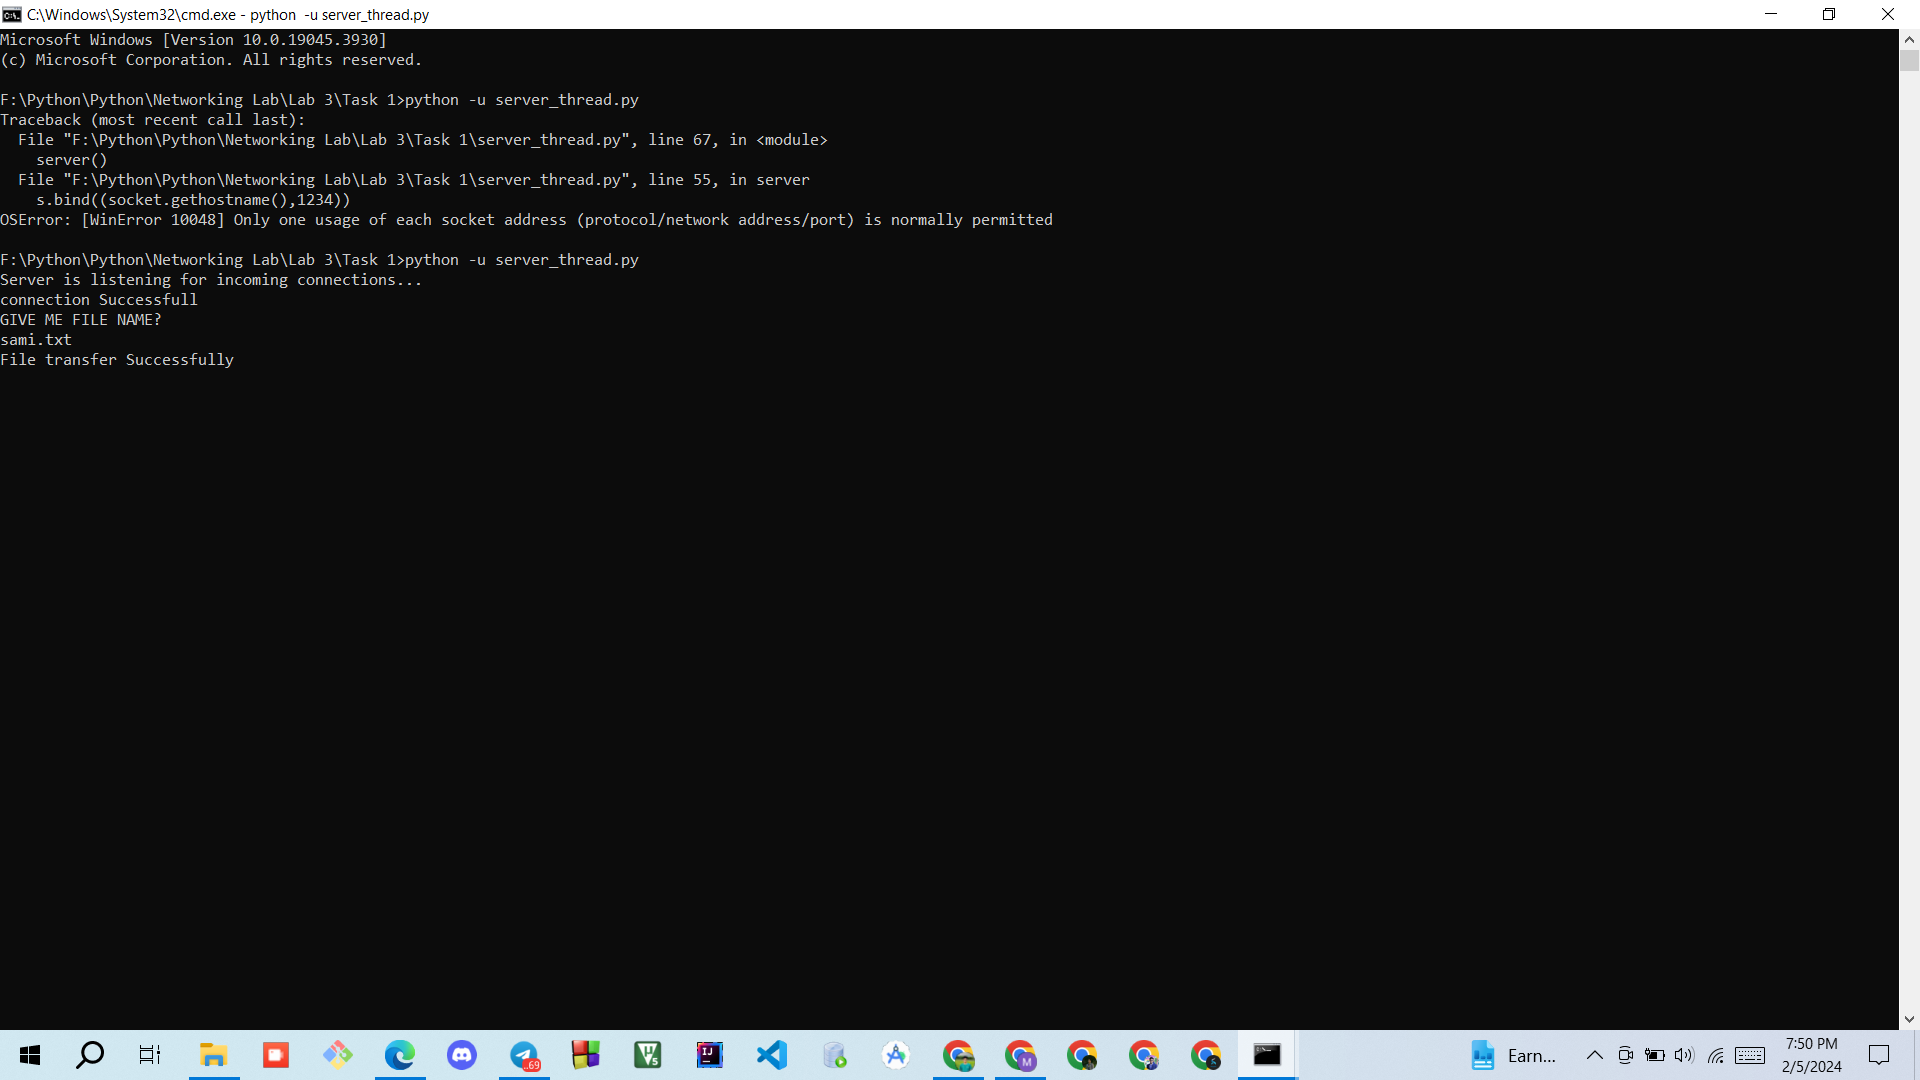 C:\Windows\System32\cmd.exe - python  -u server_thread.py
Microsoft Windows [Version 10.0.19045.3930]
(c) Microsoft Corporation. All rights reserved.
F:\Python\Python\Networking Lab\Lab 3\Task 1>python -u server_thread.py
Traceback (most recent call last):
  File "F:\Python\Python\Networking Lab\Lab 3\Task 1\server_thread.py", line 67, in <module>
    server()
  File "F:\Python\Python\Networking Lab\Lab 3\Task 1\server_thread.py", line 55, in server
    s.bind((socket.gethostname(),1234))
OSError: [WinError 10048] Only one usage of each socket address (protocol/network address/port) is normally permitted
F:\Python\Python\Networking Lab\Lab 3\Task 1>python -u server_thread.py
Server is listening for incoming connections...
connection Successfull
GIVE ME FILE NAME?
sami.txt
File transfer Successfully
..69
IJ
M
Earn...
7:50 PM
2/5/2024